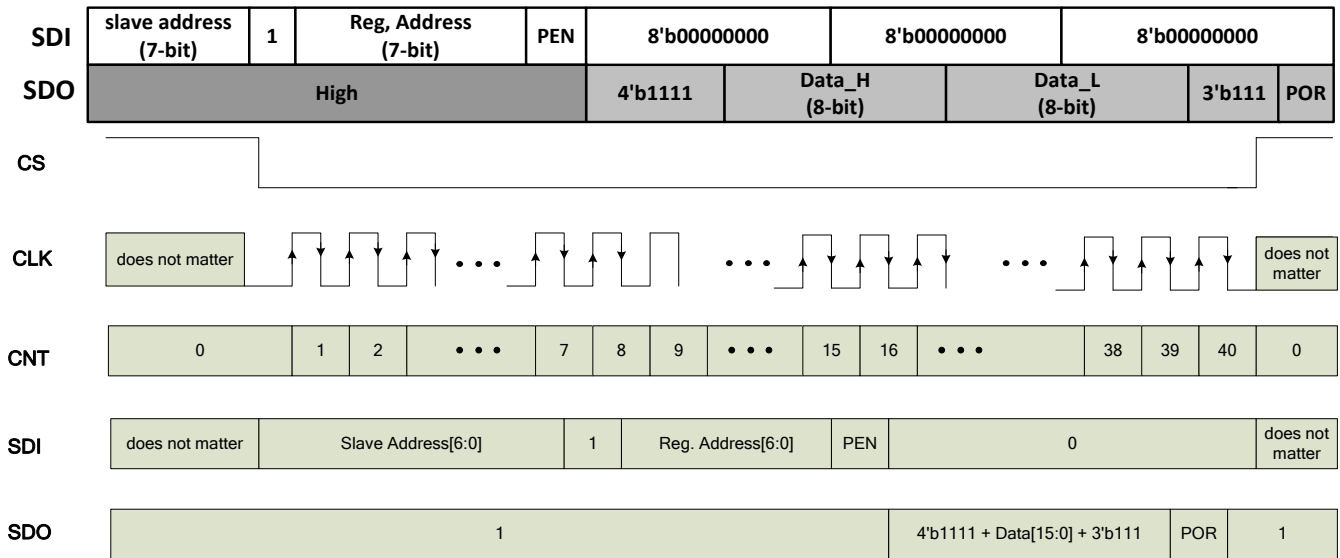 SDI slave address (7-bit) 1 Reg, Address (7-bit) PEN 8'b00000000 8'b00000000 8'b00000000
SDO High 4'b1111 Data_H (8-bit) Data_L (8-bit) 3'b111 POR
CS
CLK does not matter • • • • • • • • • does not matter
CNT 0 1 2 • • • 7 8 9 • • • 15 16 • • • 38 39 40 0
SDI does not matter Slave Address[6:0] 1 Reg. Address[6:0] PEN 0 does not matter
SDO 1 4'b1111 + Data[15:0] + 3'b111 POR 1